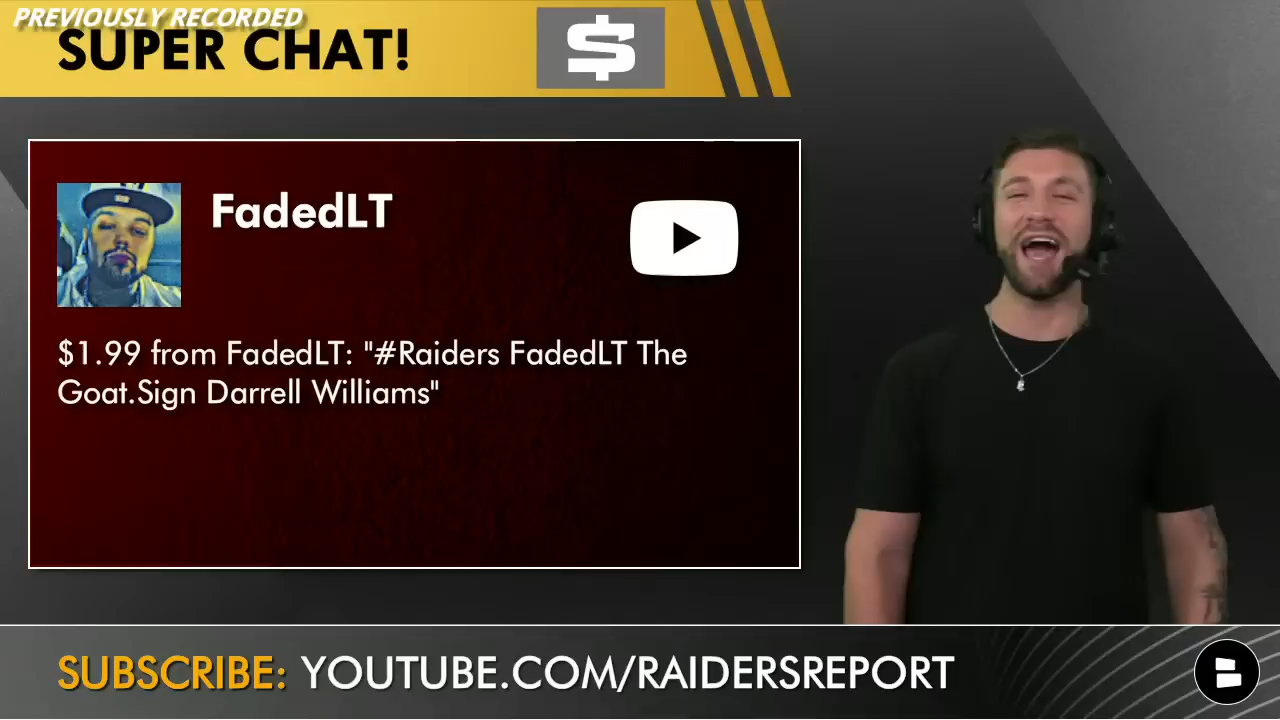 PREVIOUSLY RECORDED
SUPER CHAT!
$
FadedLT
$1.99 from FadedLT: "#Raiders FadedLT The
Goat.Sign Darrell Williams"
SUBSCRIBE: YOUTUBE.COM/RAIDERSREPORT